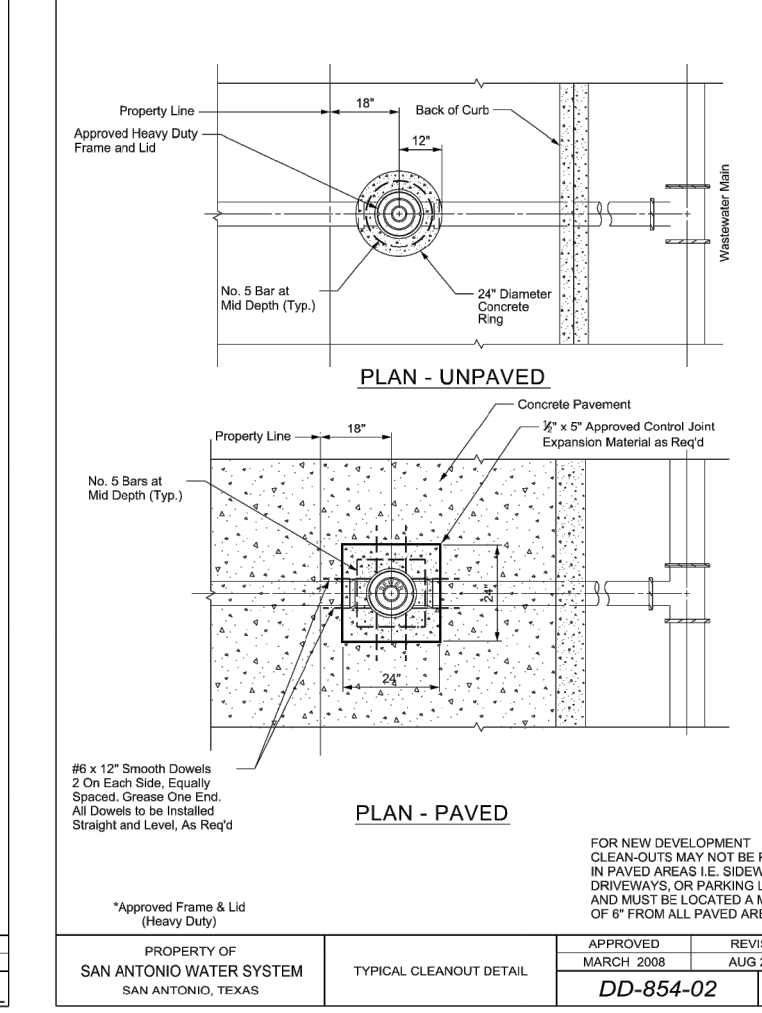 Property Line
18"
Back of Curb
Approved Heavy Duty
Frame and Lid
12"
Wastewater Main
No. 5 Bar at
Mid Depth (Typ.)
24" Diameter
Concrete
Ring
PLAN - UNPAVED
Concrete Pavement
½" x 5" Approved Control Joint
Expansion Material as Req'd
Property Line
18"
No. 5 Bars at
Mid Depth (Typ.)
24"
24"
#6 x 12" Smooth Dowels
2 On Each Side, Equally
Spaced. Grease One End.
All Dowels to be Installed
Straight and Level, As Req'd
PLAN - PAVED
FOR NEW DEVELOPMENT
CLEAN-OUTS MAY NOT BE
IN PAVED AREAS I.E. SIDEW
DRIVEWAYS, OR PARKING L
AND MUST BE LOCATED A M
OF 6" FROM ALL PAVED ARE
*Approved Frame & Lid
(Heavy Duty)
PROPERTY OF
SAN ANTONIO WATER SYSTEM
SAN ANTONIO, TEXAS
TYPICAL CLEANOUT DETAIL
APPROVED
REVIS
MARCH 2008
AUG
DD-854-02